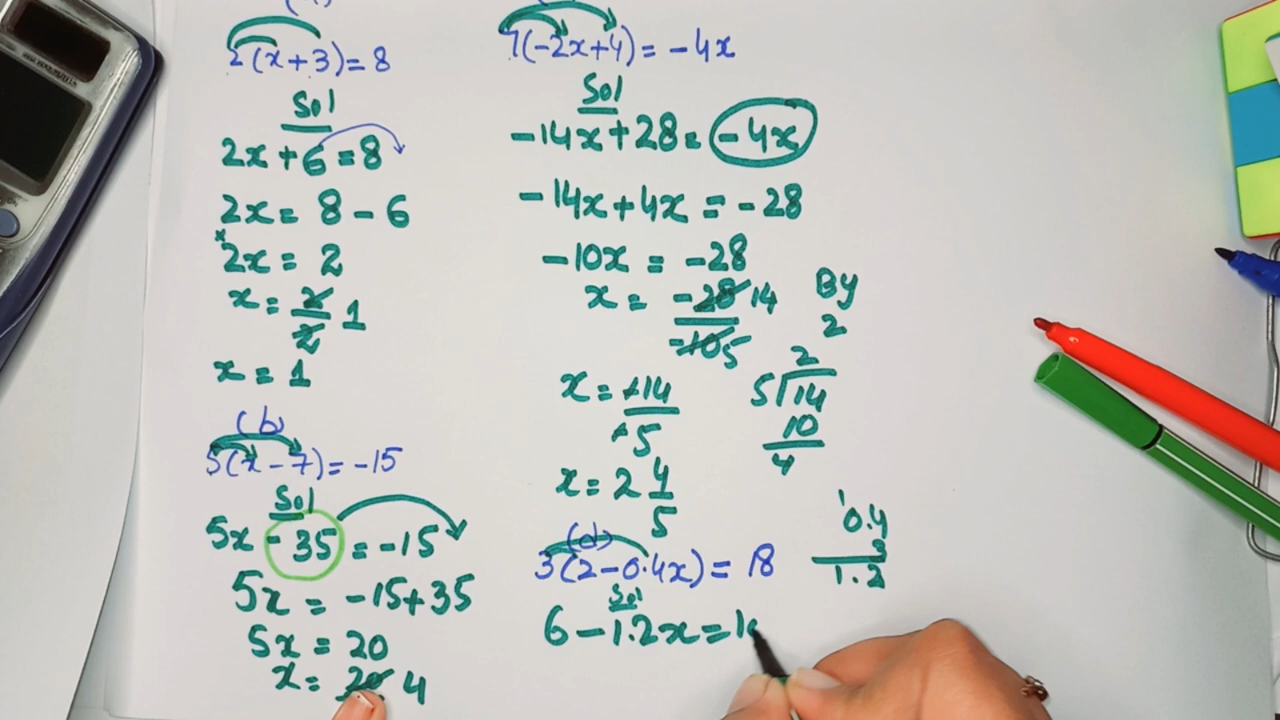 2(x+3)=8
Sol
2x+6=8
2x= 8-6
2x= 2
x= 2/2 1
x=1
(b)
5(x-7)=-15
Sol
5x-35=-15
5x = -15+35
5x = 20
x= 20 4
7(-2x+4)=-4x
Sol
-14x+28=-4x
-14x+4x=-28
-10x = -28
x = -28/-10 14 5
By
2
x = -14/-5
2
5)14
10
4
x= 2 4/5
(d)
3(2-0.4x)= 18
Sol
6-1.2x=1
1
0.4
3
1.2